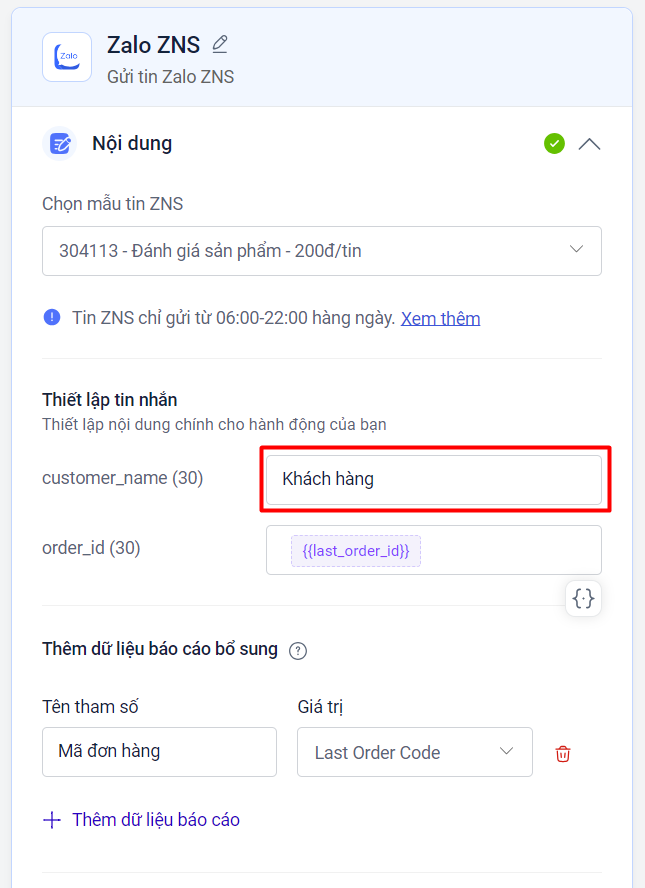 Zalo
Zalo ZNS
Gửi tin Zalo ZNS
Nội dung
Chọn mẫu tin ZNS
304113 - Đánh giá sản phẩm - 200đ/tin
Tin ZNS chỉ gửi từ 06:00-22:00 hàng ngày. Xem thêm
Thiết lập tin nhắn
Thiết lập nội dung chính cho hành động của bạn
customer_name (30)
Khách hàng
order_id (30)
{{last_order_id}}
{·}
Thêm dữ liệu báo cáo bổ sung ?
Tên tham số
Giá trị
Mã đơn hàng
Last Order Code
+ Thêm dữ liệu báo cáo